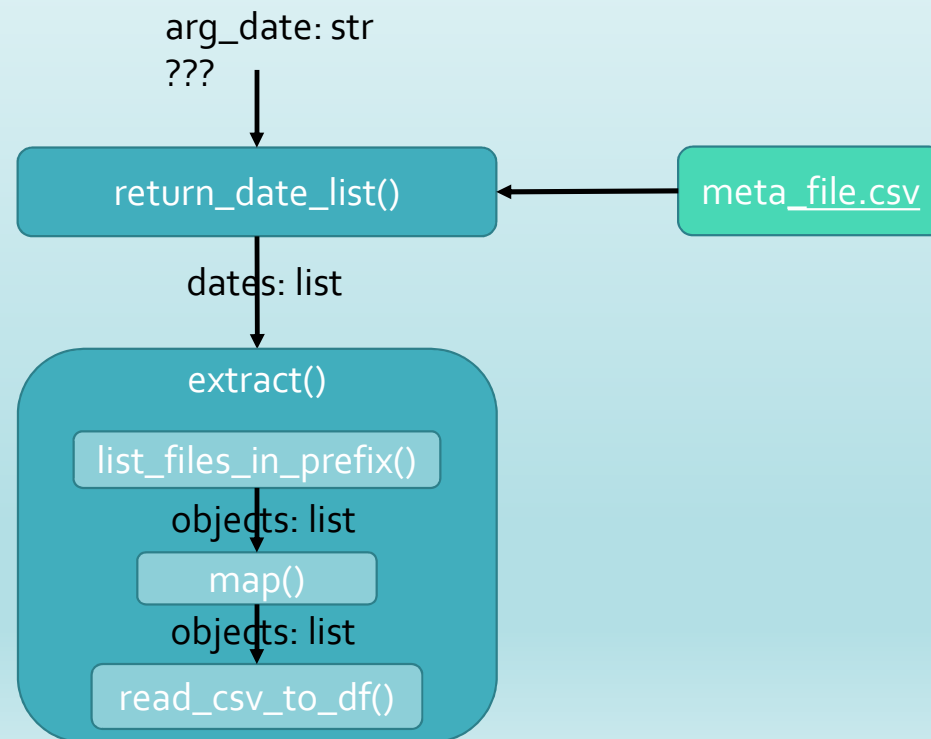 arg_date: str
???
return_date_list()
meta_file.csv
dates: list
extract()
list_files_in_prefix()
objects: list
map()
objects: list
read_csv_to_df()